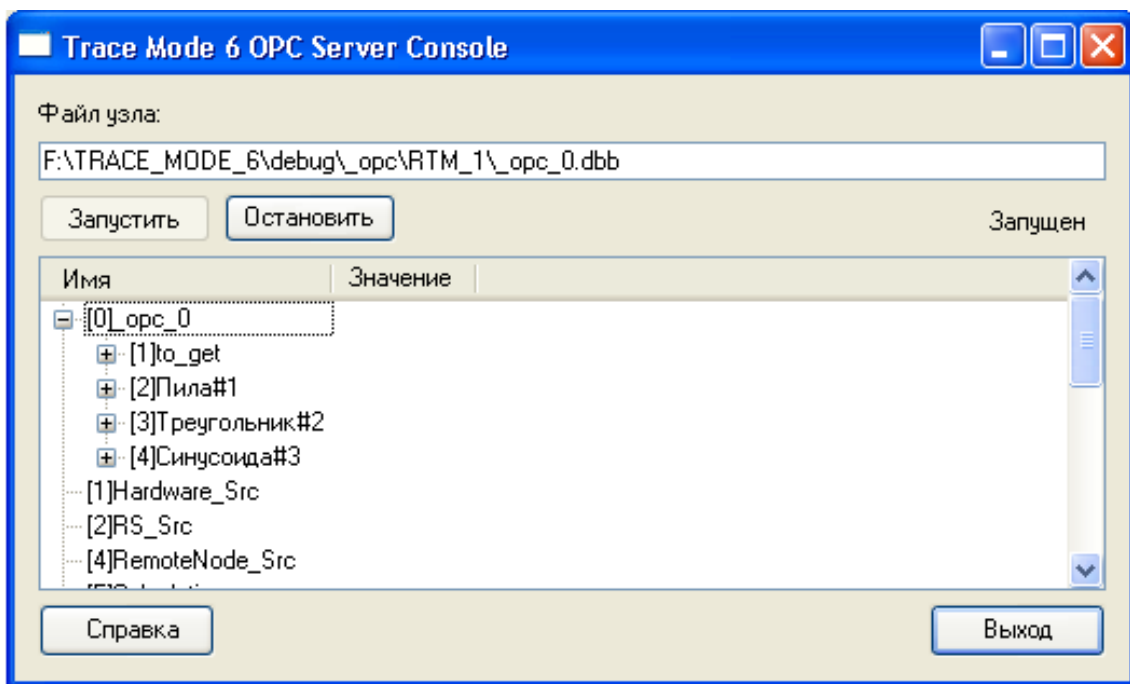 Trace Mode 6 OPC Server Console
Файл узла:
F:\TRACE_MODE_6\debug\_opc\RTM_1\_opc_0.dbb
Запустить Остановить Запущен
Имя Значение
[0]_opc_0
[1]to_get
[2]Пила#1
[3]Треугольник#2
[4]Синусоида#3
[1]Hardware_Src
[2]RS_Src
[4]RemoteNode_Src
Справка Выход